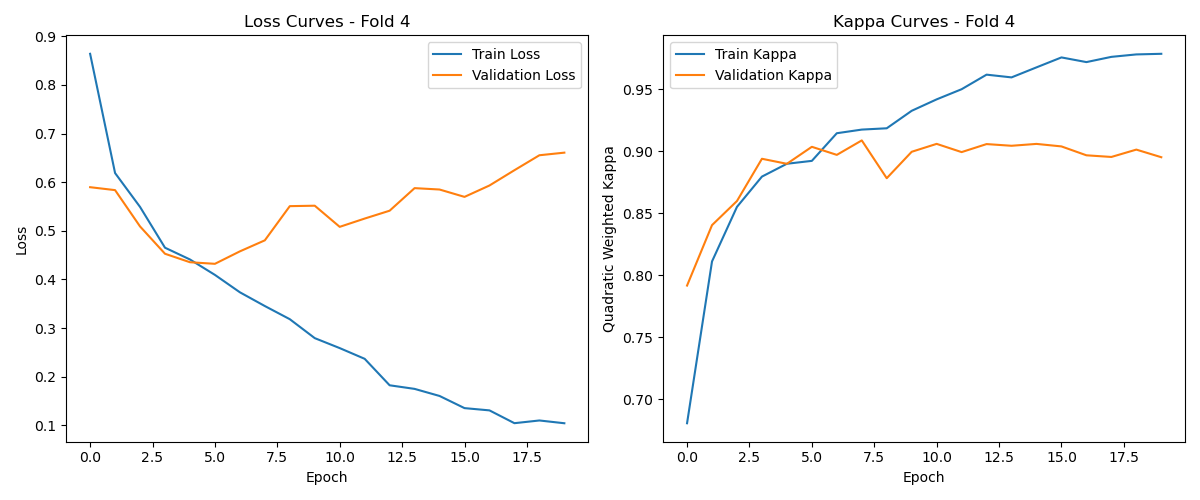 Loss Curves - Fold 4
Train Loss
Validation Loss
Loss
0.9
0.8
0.7
0.6
0.5
0.4
0.3
0.2
0.1
0.0 2.5 5.0 7.5 10.0 12.5 15.0 17.5
Epoch
Kappa Curves - Fold 4
Train Kappa
Validation Kappa
Quadratic Weighted Kappa
0.95
0.90
0.85
0.80
0.75
0.70
0.0 2.5 5.0 7.5 10.0 12.5 15.0 17.5
Epoch